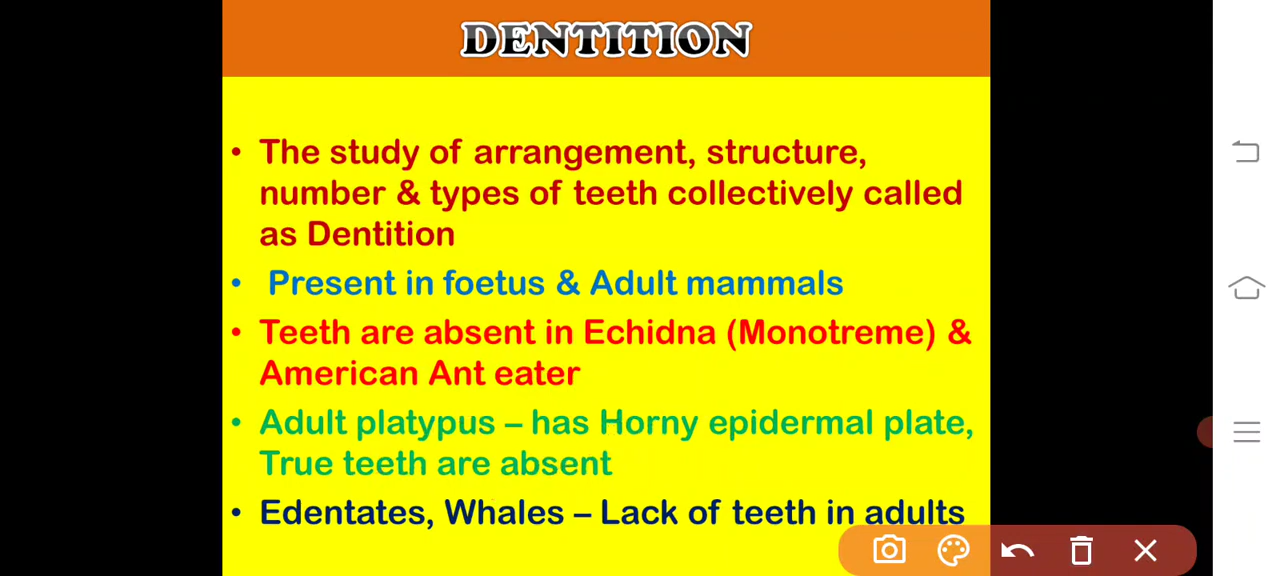 DENTITION
• The study of arrangement, structure,
number & types of teeth collectively called
as Dentition
• Present in foetus & Adult mammals
• Teeth are absent in Echidna (Monotreme) &
American Ant eater
• Adult platypus – has Horny epidermal plate,
True teeth are absent
• Edentates, Whales – Lack of teeth in adults